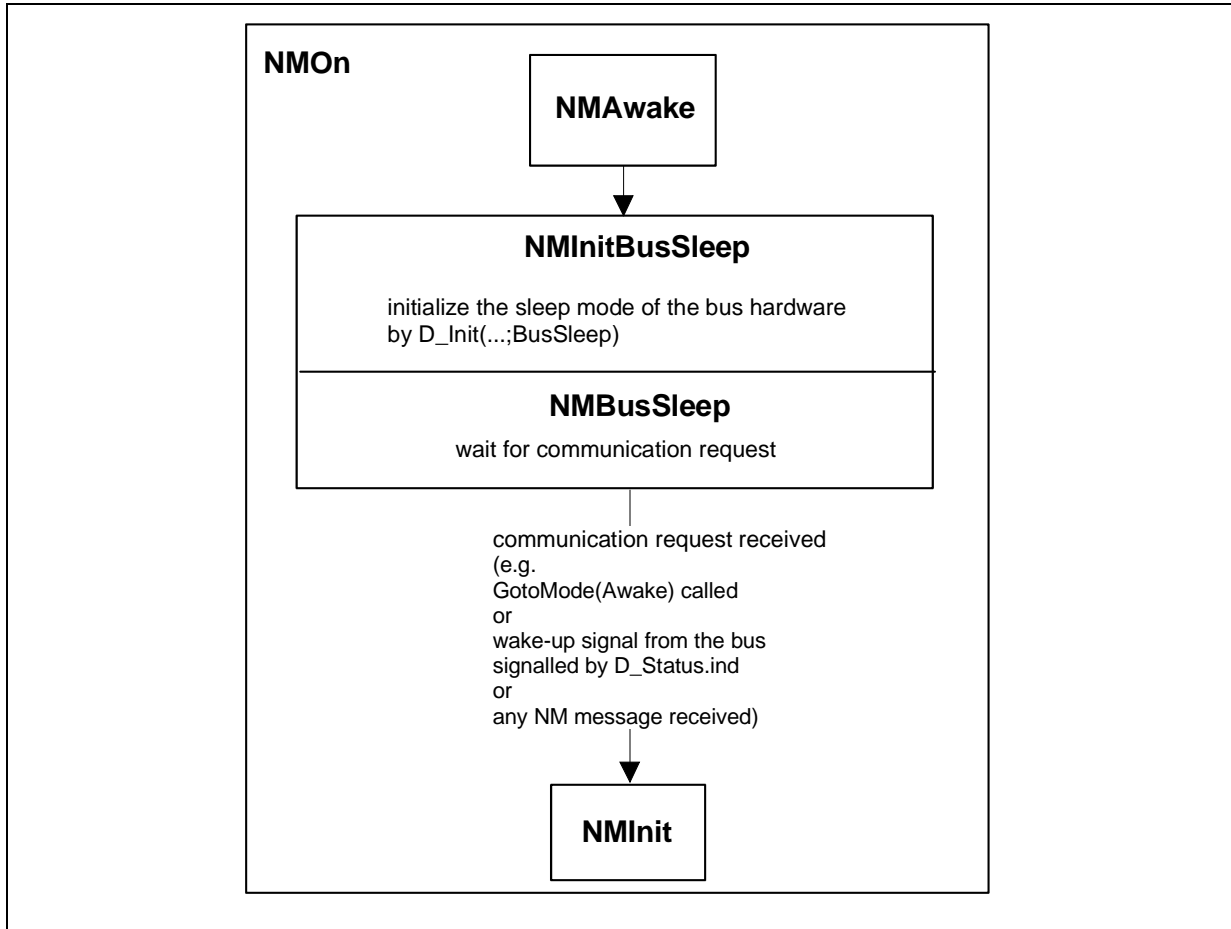 NMOn
NMAwake
NMInitBusSleep
initialize the sleep mode of the bus hardware
by D_Init(...;BusSleep)
NMBusSleep
wait for communication request
communication request received
(e.g.
GotoMode(Awake) called
or
wake-up signal from the bus
signalled by D_Status.ind
or
any NM message received)
NMInit